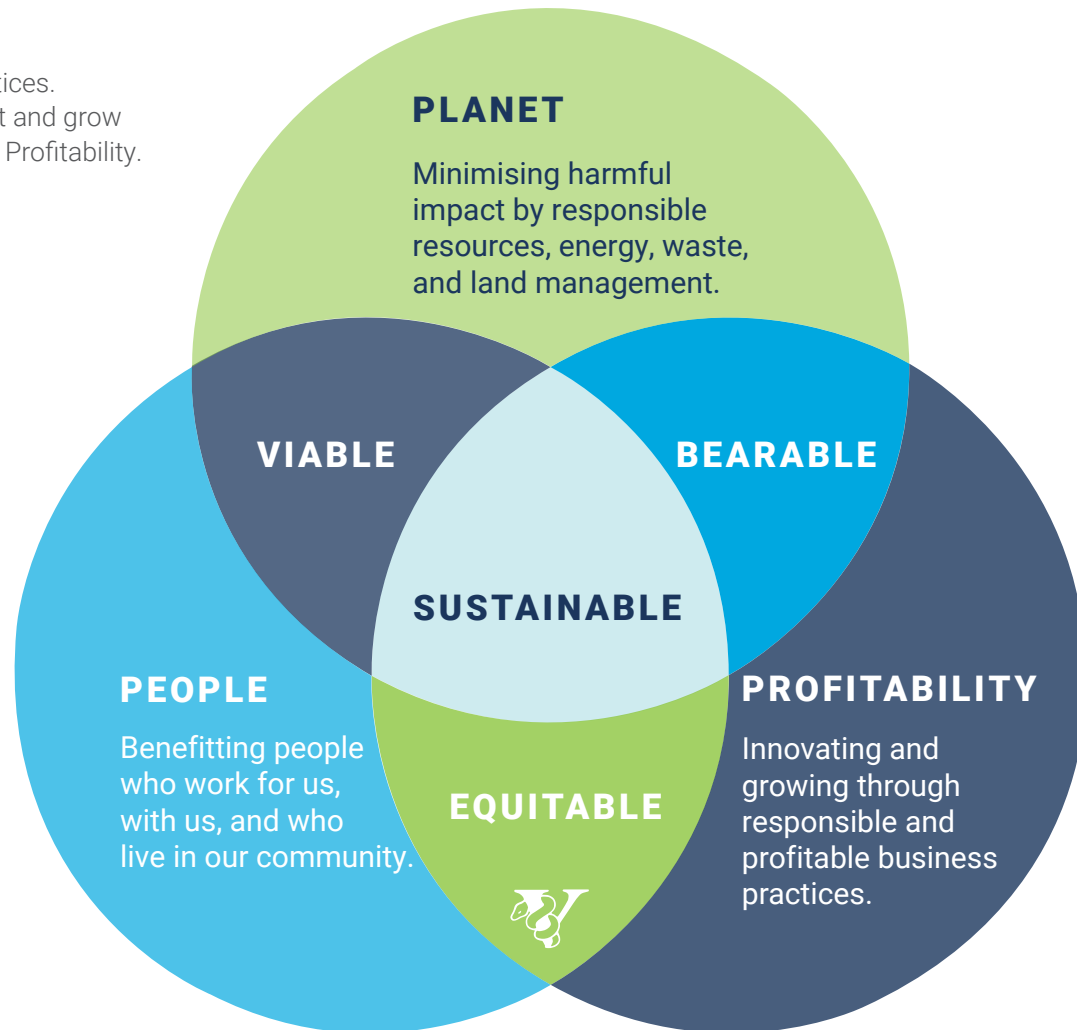 tices.
t and grow
Profitability.
PLANET
Minimising harmful
impact by responsible
resources, energy, waste,
and land management.
VIABLE
BEARABLE
SUSTAINABLE
PEOPLE
Benefitting people
who work for us,
with us, and who
live in our community.
PROFITABILITY
Innovating and
growing through
responsible and
profitable business
practices.
EQUITABLE
V